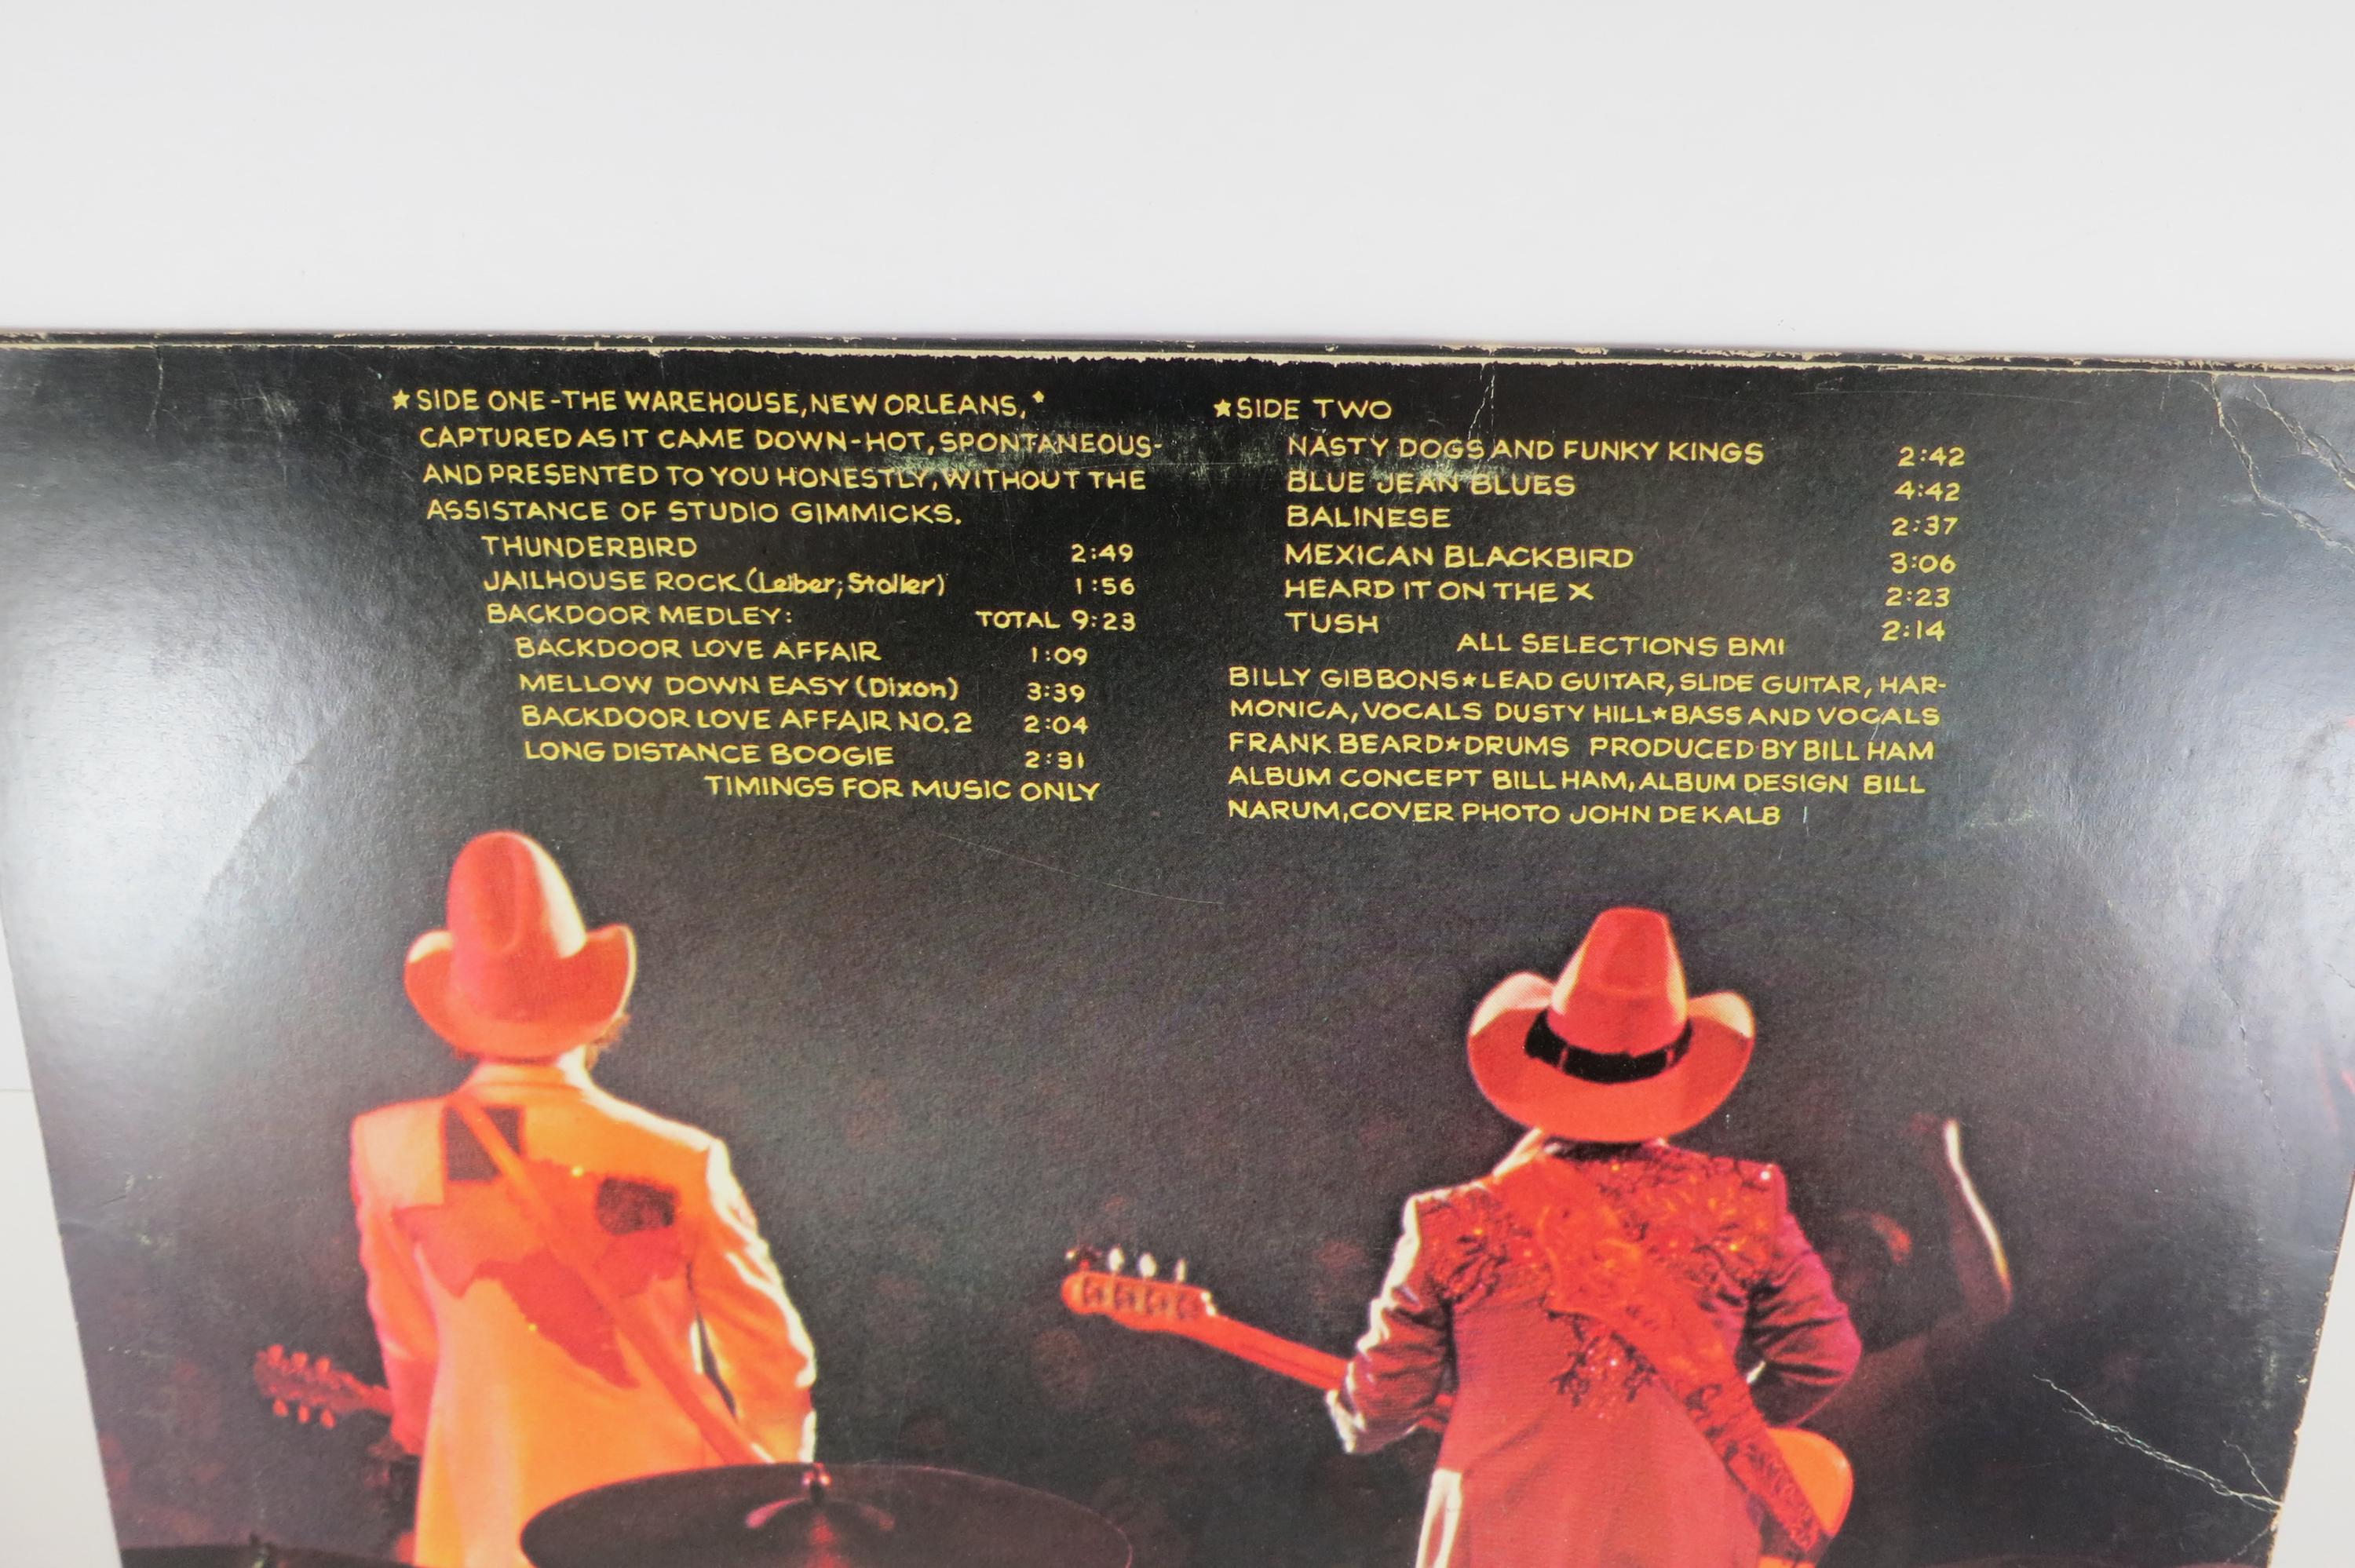 ★SIDE ONE-THE WAREHOUSE, NEW ORLEANS,*
CAPTURED AS IT CAME DOWN-HOT, SPONTANEOUS-
AND PRESENTED TO YOU HONESTLY, WITHOUT THE
ASSISTANCE OF STUDIO GIMMICKS.
THUNDERBIRD 2:49
JAILHOUSE ROCK (Leiber; Stoller) 1:56
BACKDOOR MEDLEY: TOTAL 9:23
BACKDOOR LOVE AFFAIR 1:09
MELLOW DOWN EASY (Dixon) 3:39
BACKDOOR LOVE AFFAIR NO. 2 2:04
LONG DISTANCE BOOGIE 2:31
TIMINGS FOR MUSIC ONLY
★SIDE TWO
NASTY DOGS AND FUNKY KINGS 2:42
BLUE JEAN BLUES 4:42
BALINESE 2:37
MEXICAN BLACKBIRD 3:06
HEARD IT ON THE X 2:23
TUSH 2:14
ALL SELECTIONS BMI
BILLY GIBBONS★LEAD GUITAR, SLIDE GUITAR, HAR-
MONICA, VOCALS DUSTY HILL★BASS AND VOCALS
FRANK BEARD★DRUMS PRODUCED BY BILL HAM
ALBUM CONCEPT BILL HAM, ALBUM DESIGN BILL
NARUM, COVER PHOTO JOHN DE KALB